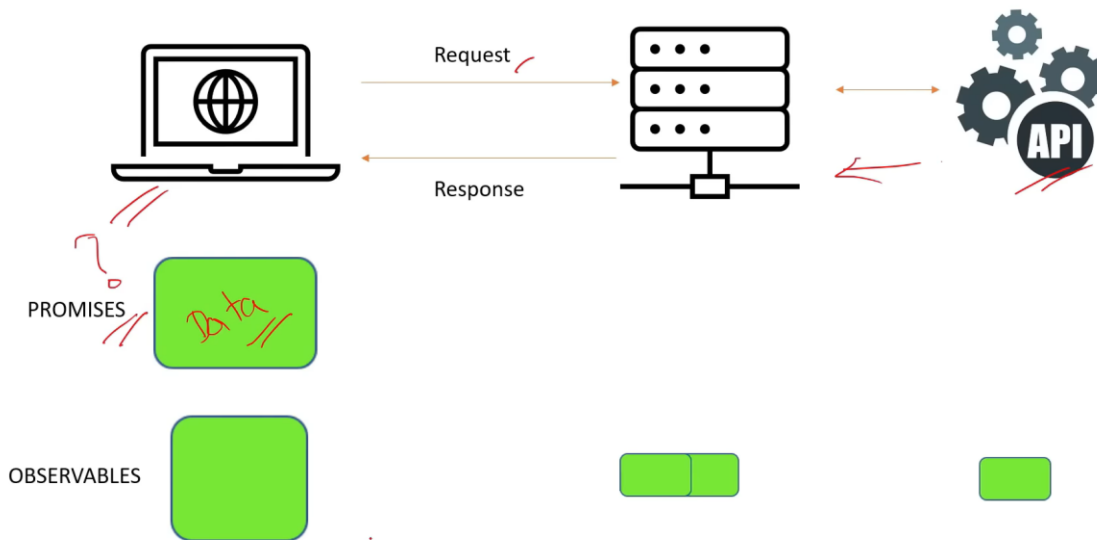 Request
API
Response
?
PROMISES
Data
OBSERVABLES